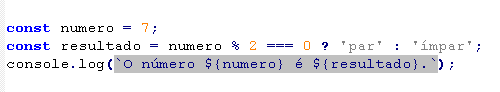 const numero = 7;
const resultado = numero % 2 === 0 ? 'par' : 'ímpar';
console.log(`O número ${numero} é ${resultado}.`);